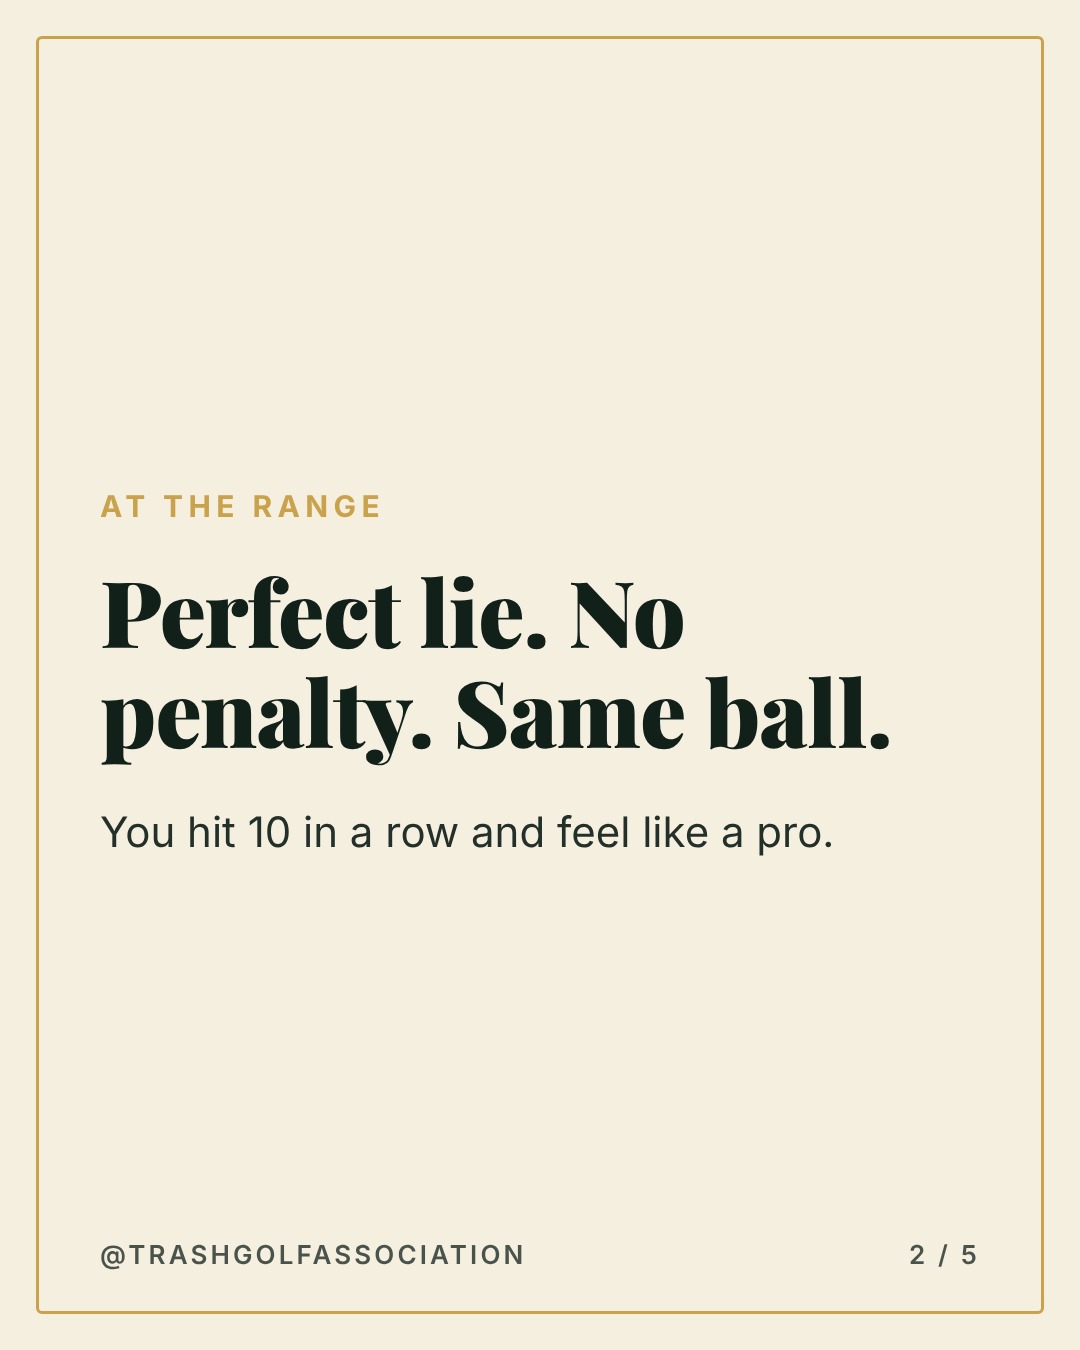 AT THE RANGE
Perfect lie. No
penalty. Same ball.
You hit 10 in a row and feel like a pro.
@TRASHGOLFASSOCIATION
2 / 5